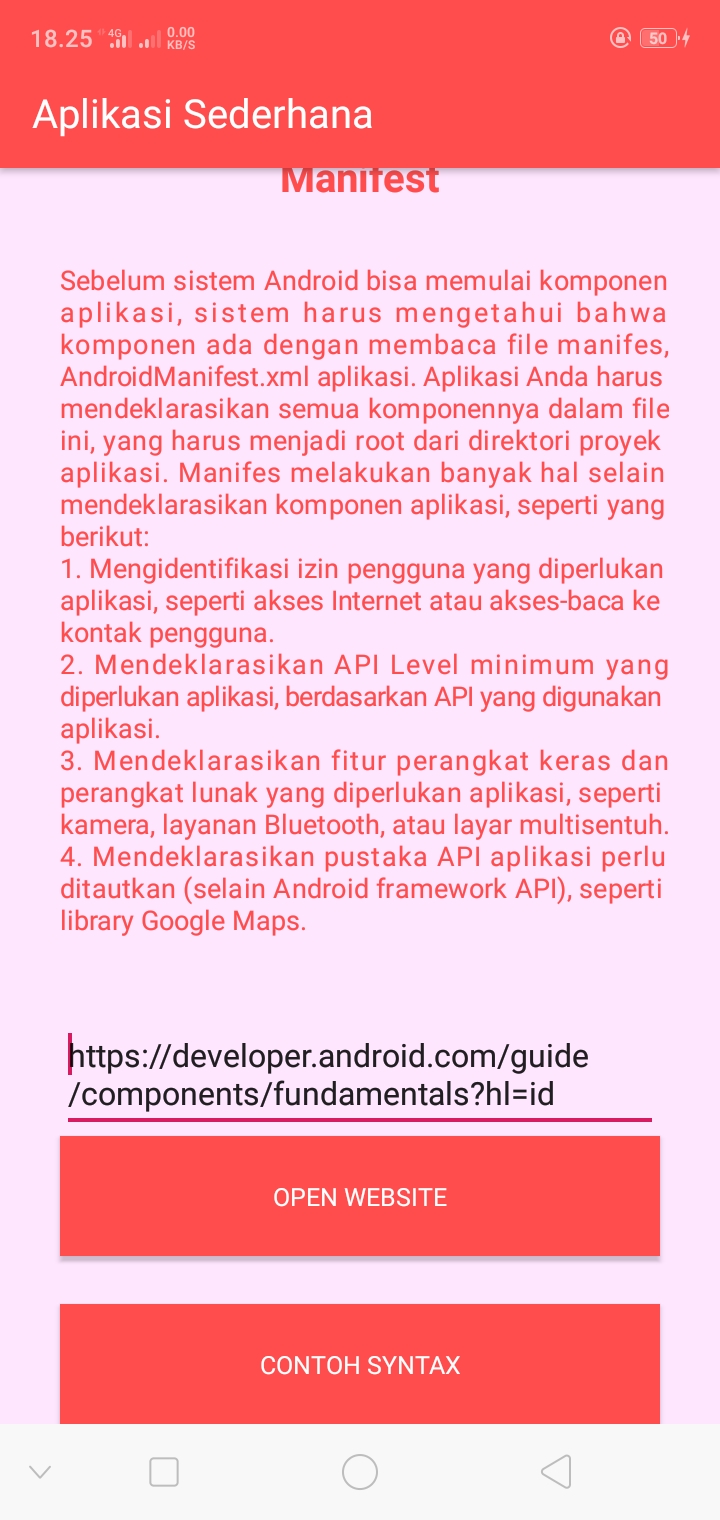 18.25 4G 0.00 KB/S 50
Aplikasi Sederhana
Manifest
Sebelum sistem Android bisa memulai komponen
aplikasi, sistem harus mengetahui bahwa
komponen ada dengan membaca file manifes,
AndroidManifest.xml aplikasi. Aplikasi Anda harus
mendeklarasikan semua komponennya dalam file
ini, yang harus menjadi root dari direktori proyek
aplikasi. Manifes melakukan banyak hal selain
mendeklarasikan komponen aplikasi, seperti yang
berikut:
1. Mengidentifikasi izin pengguna yang diperlukan
aplikasi, seperti akses Internet atau akses-baca ke
kontak pengguna.
2. Mendeklarasikan API Level minimum yang
diperlukan aplikasi, berdasarkan API yang digunakan
aplikasi.
3. Mendeklarasikan fitur perangkat keras dan
perangkat lunak yang diperlukan aplikasi, seperti
kamera, layanan Bluetooth, atau layar multisentuh.
4. Mendeklarasikan pustaka API aplikasi perlu
ditautkan (selain Android framework API), seperti
library Google Maps.
https://developer.android.com/guide
/components/fundamentals?hl=id
OPEN WEBSITE
CONTOH SYNTAX